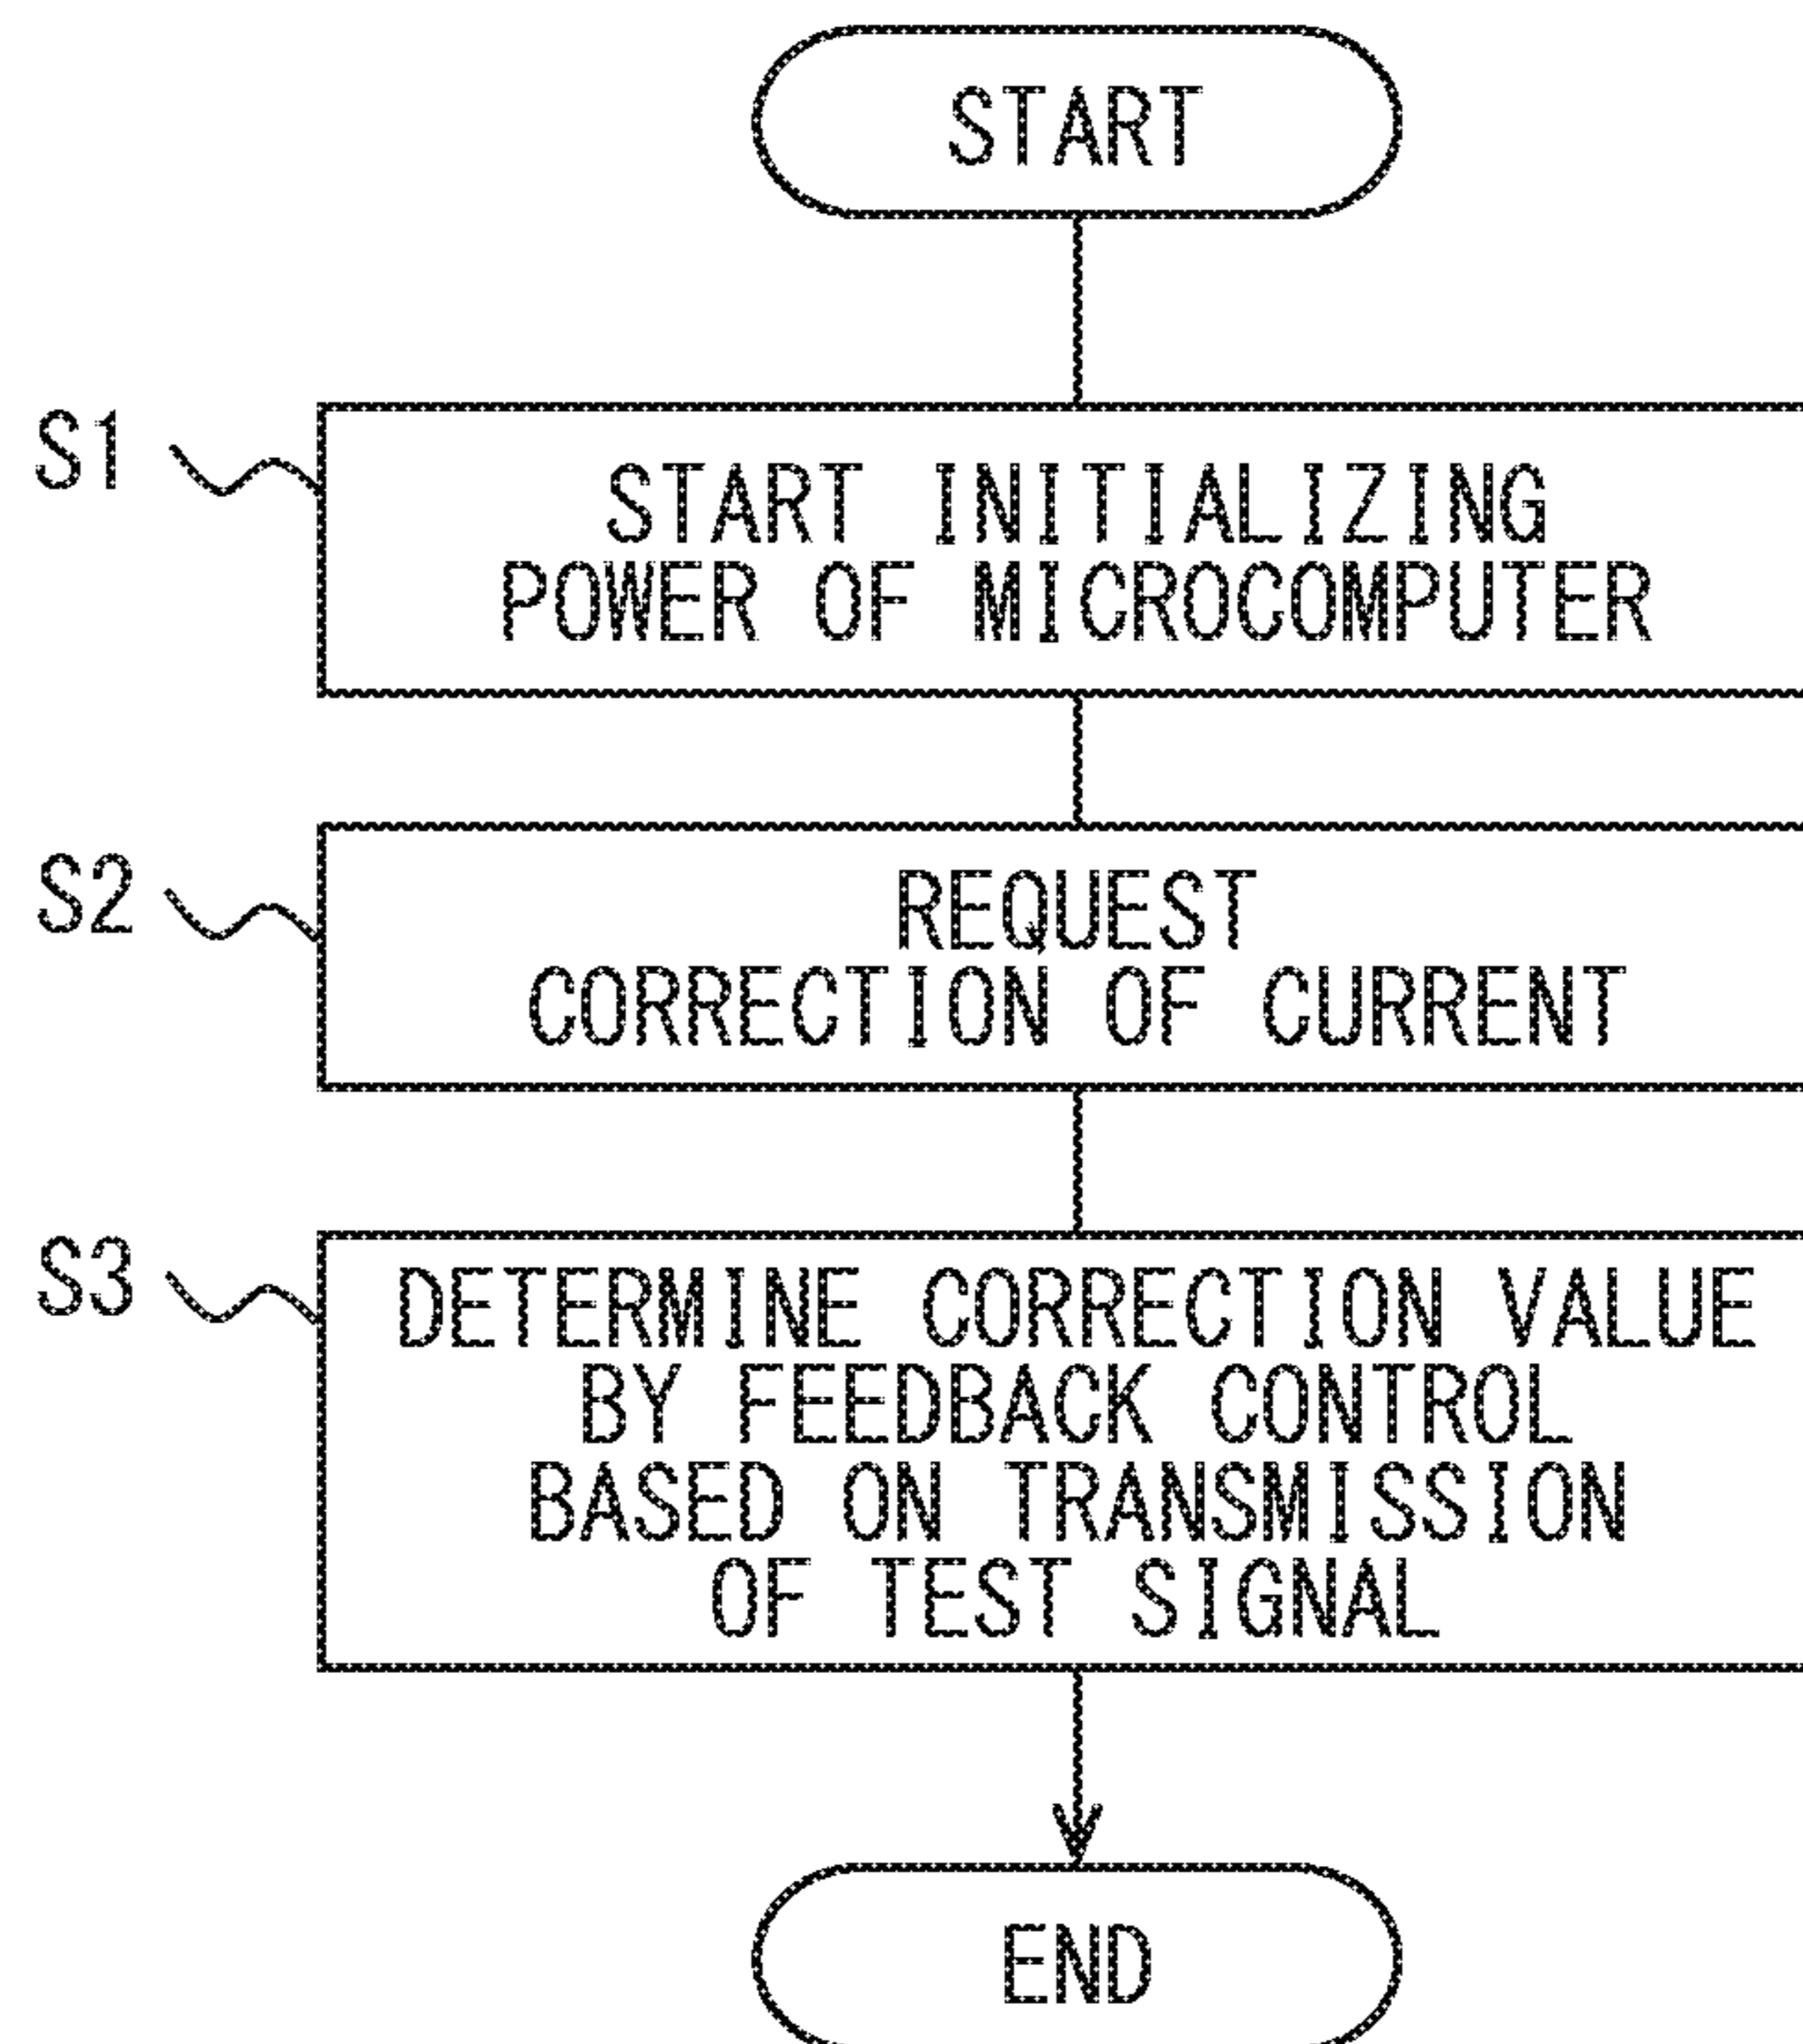 START
S1
START INITIALIZING
POWER OF MICROCOMPUTER
S2
REQUEST
CORRECTION OF CURRENT
S3
DETERMINE CORRECTION VALUE
BY FEEDBACK CONTROL
BASED ON TRANSMISSION
OF TEST SIGNAL
END